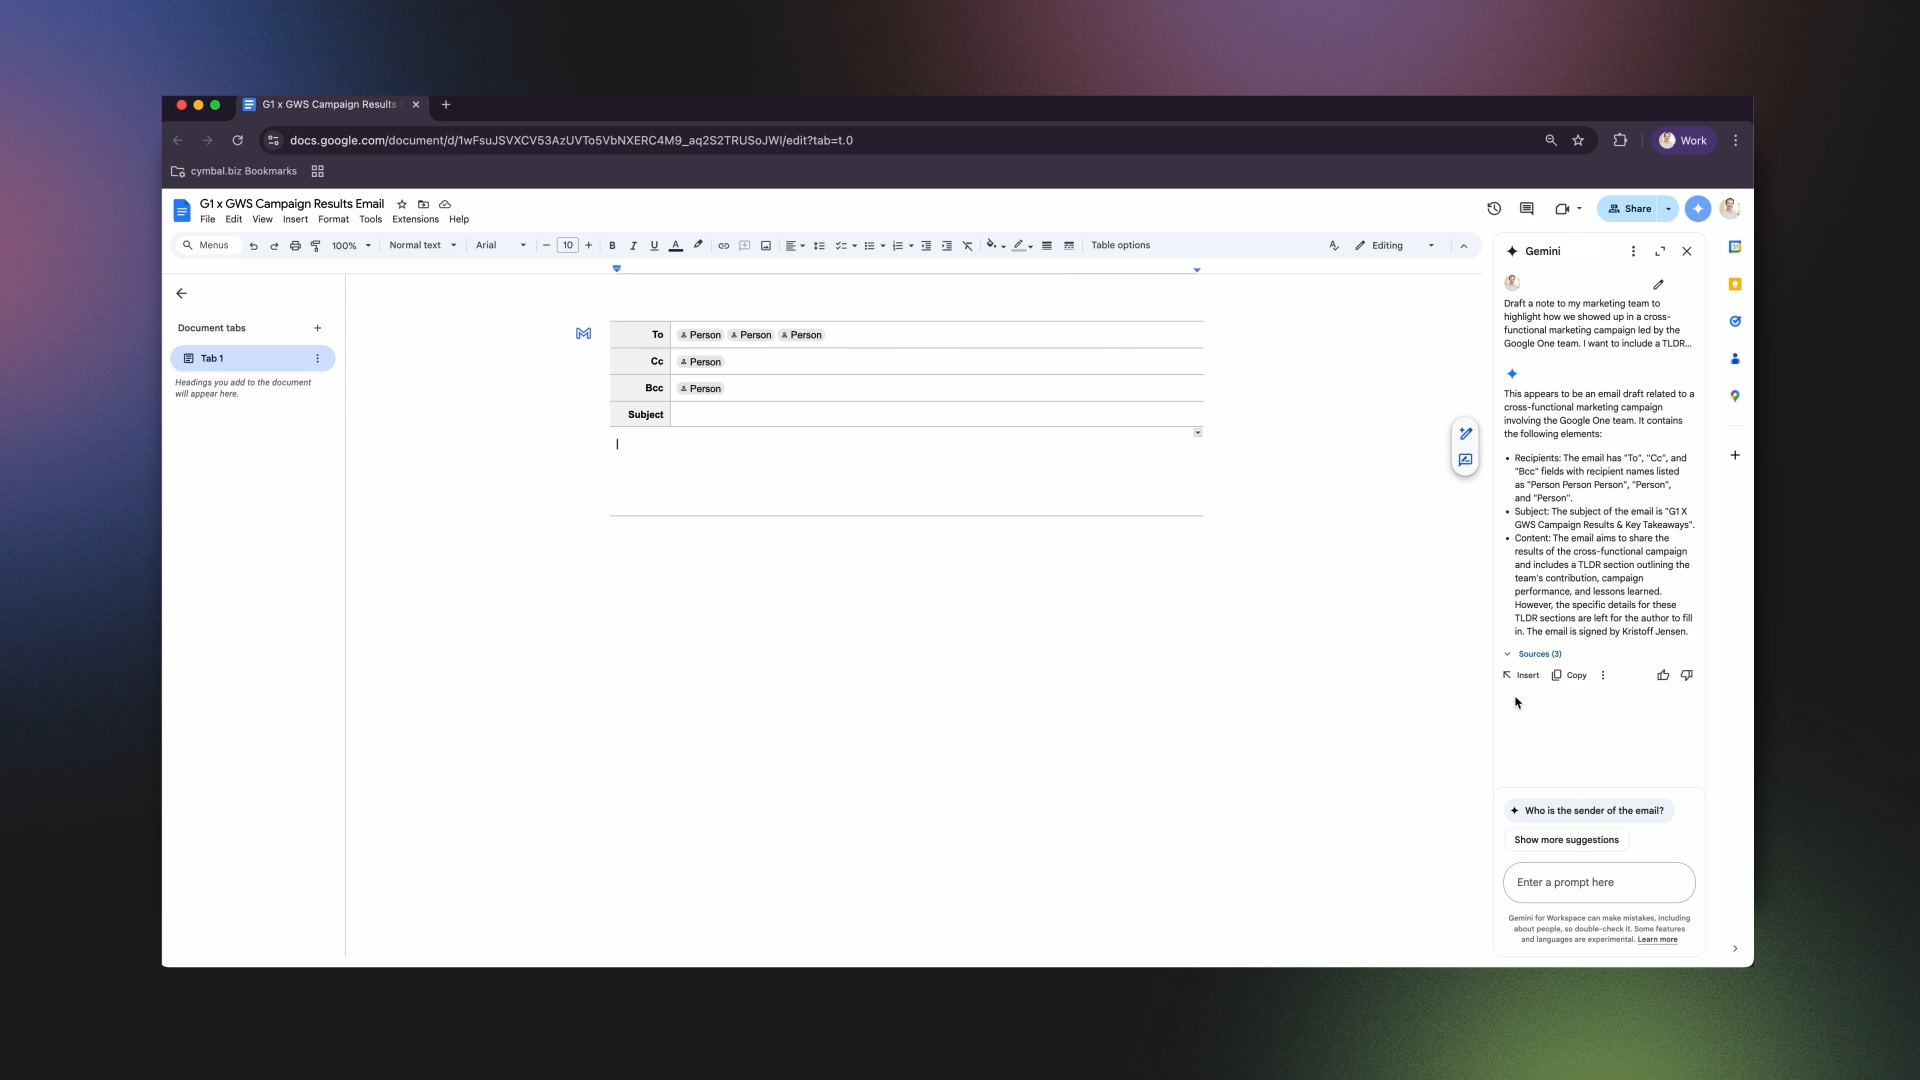 G1 x GWS Campaign Results
docs.google.com/document/d/1wFsuJSVXCV53AzUVTo5VbNXERC4M9_aq2S2TRUSoJWI/edit?tab=t.0
Work
cymbal.biz Bookmarks
G1 x GWS Campaign Results Email
File Edit View Insert Format Tools Extensions Help
Share
Menus
100%
Normal text
Arial
10
Table options
Editing
Document tabs
Tab 1
Headings you add to the document
will appear here.
To Person Person Person
Cc Person
Bcc Person
Subject
Gemini
Draft a note to my marketing team to
highlight how we showed up in a cross-
functional marketing campaign led by the
Google One team. I want to include a TLDR...
This appears to be an email draft related to a
cross-functional marketing campaign
involving the Google One team. It contains
the following elements:
• Recipients: The email has "To", "Cc", and
"Bcc" fields with recipient names listed
as "Person Person Person", "Person",
and "Person".
• Subject: The subject of the email is "G1 X
GWS Campaign Results & Key Takeaways".
• Content: The email aims to share the
results of the cross-functional campaign
and includes a TLDR section outlining the
team's contribution, campaign
performance, and lessons learned.
However, the specific details for these
TLDR sections are left for the author to fill
in. The email is signed by Kristoff Jensen.
Sources (3)
Insert Copy
Who is the sender of the email?
Show more suggestions
Enter a prompt here
Gemini for Workspace can make mistakes, including
about people, so double-check it. Some features
and languages are experimental. Learn more